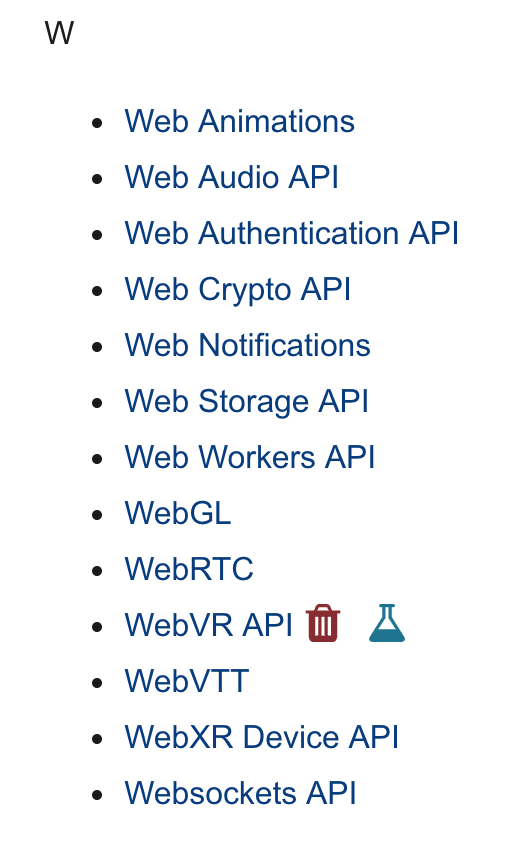 W
Web Animations
Web Audio API
Web Authentication API
Web Crypto API
Web Notifications
Web Storage API
Web Workers API
WebGL
WebRTC
WebVR API
WebVTT
WebXR Device API
Websockets API